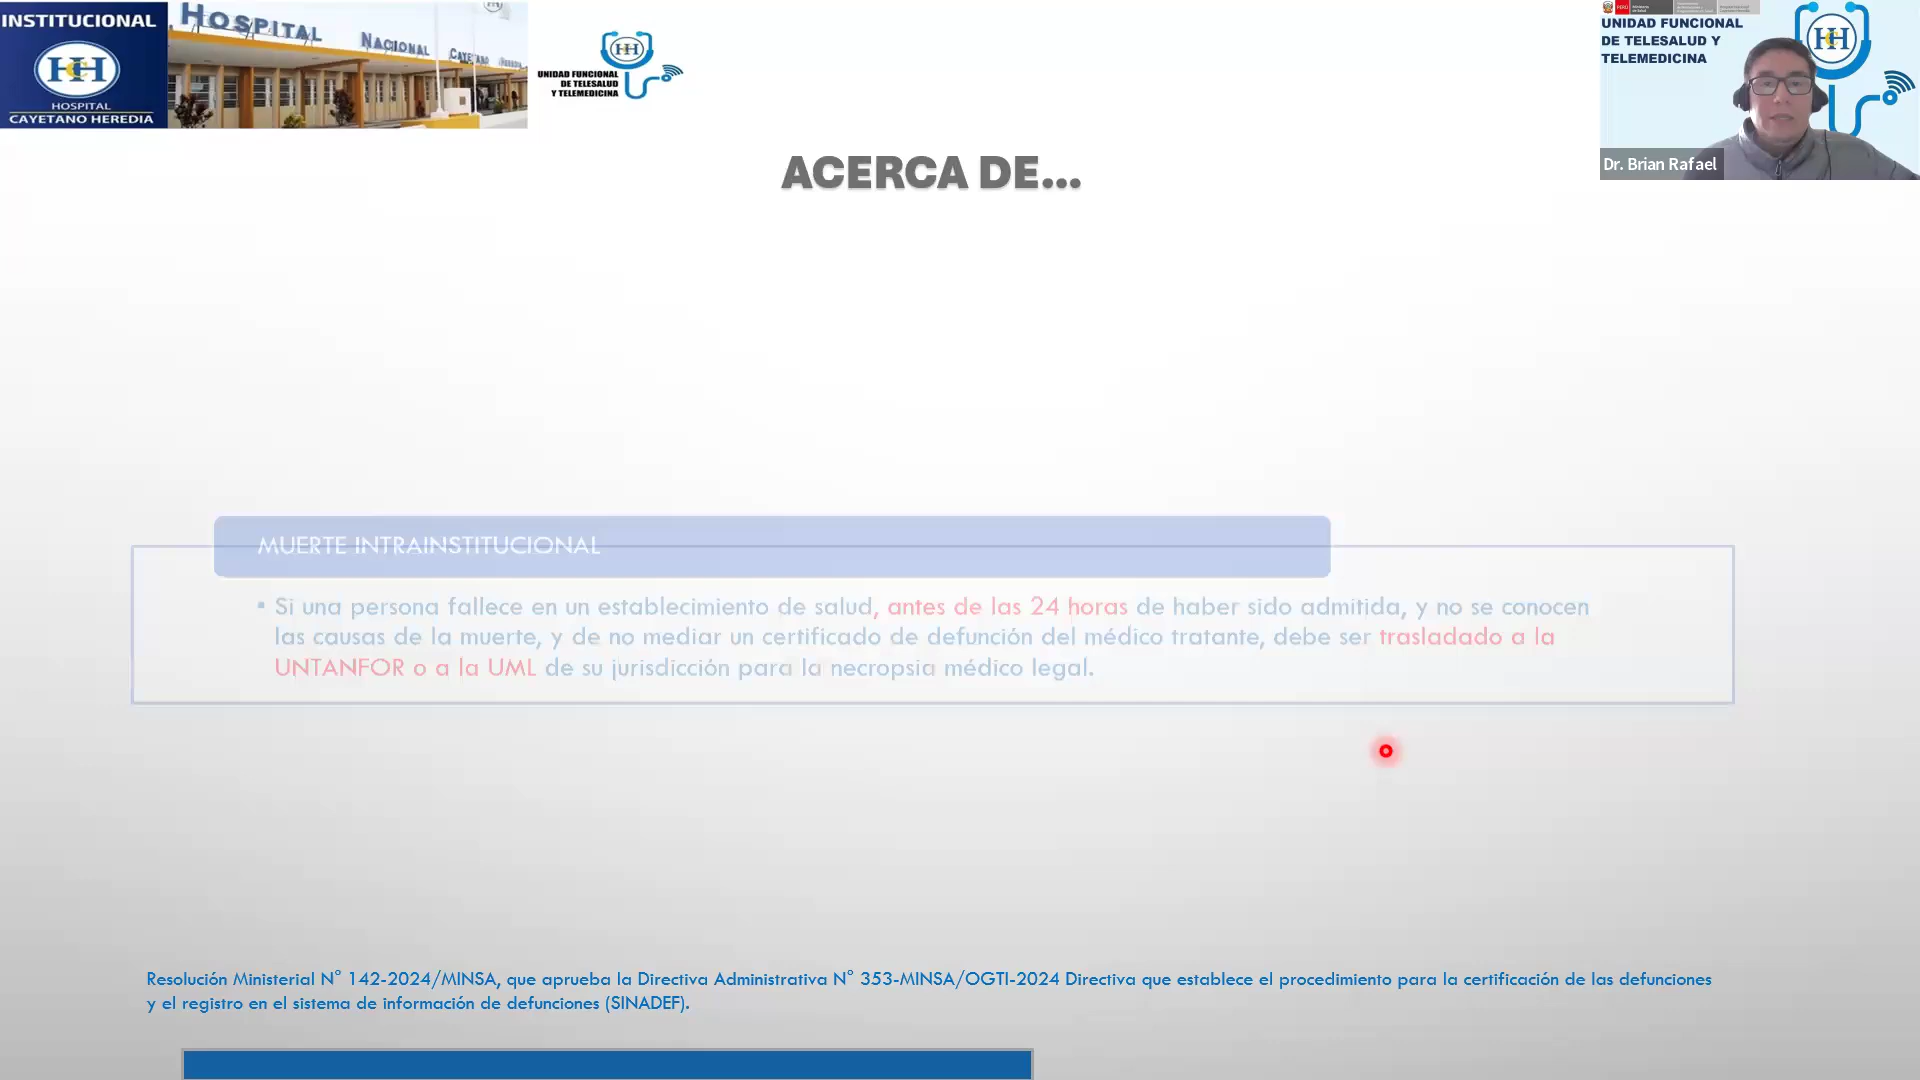 INSTITUCIONAL
HOSPITAL
CAYETANO HEREDIA
HOSPITAL NACIONAL CAYETANO HEREDIA
UNIDAD FUNCIONAL
DE TELESALUD
Y TELEMEDICINA
PERÚ
UNIDAD FUNCIONAL
DE TELESALUD Y
TELEMEDICINA
Dr. Brian Rafael
ACERCA DE...
MUERTE INTRAINSTITUCIONAL
▪ Si una persona fallece en un establecimiento de salud, antes de las 24 horas de haber sido admitida, y no se conocen
las causas de la muerte, y de no mediar un certificado de defunción del médico tratante, debe ser trasladado a la
UNTANFOR o a la UML de su jurisdicción para la necropsia médico legal.
Resolución Ministerial N° 142-2024/MINSA, que aprueba la Directiva Administrativa N° 353-MINSA/OGTI-2024 Directiva que establece el procedimiento para la certificación de las defunciones
y el registro en el sistema de información de defunciones (SINADEF).